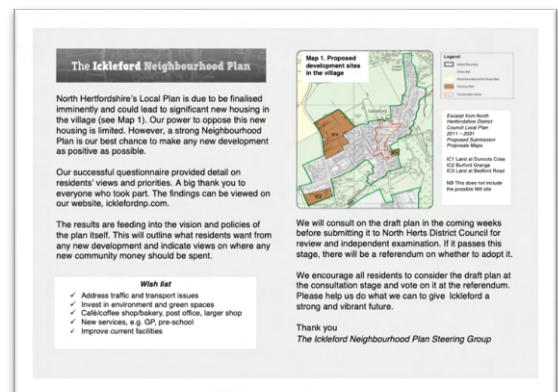 The Ickleford Neighbourhood Plan
North Hertfordshire's Local Plan is due to be finalised
imminently and could lead to significant new housing in
the village (see Map 1). Our power to oppose this new
housing is limited. However, a strong Neighbourhood
Plan is our best chance to make any new development
as positive as possible.
Our successful questionnaire provided detail on
residents' views and priorities. A big thank you to
everyone who took part. The findings can be viewed on
our website, icklefordnp.com.
The results are feeding into the vision and policies of
the plan itself. This will outline what residents want from
any new development and indicate views on where any
new community money should be spent.
Wish list
✓ Address traffic and transport issues
✓ Invest in environment and green spaces
✓ Café/coffee shop/bakery, post office, larger shop
✓ New services, e.g. GP, pre-school
✓ Improve current facilities
Map 1. Proposed
development sites
in the village
Legend
Excerpt from North
Hertfordshire District
Council Local Plan
2011 – 2031
Proposed Submission
Proposals Maps
IC1 Land at Duncots Close
IC2 Burford Grange
IC3 Land at Bedford Road
NB This does not include
the possible Mill site
We will consult on the draft plan in the coming weeks
before submitting it to North Herts District Council for
review and independent examination. If it passes this
stage, there will be a referendum on whether to adopt it.
We encourage all residents to consider the draft plan at
the consultation stage and vote on it at the referendum.
Please help us do what we can to give Ickleford a
strong and vibrant future.
Thank you
The Ickleford Neighbourhood Plan Steering Group